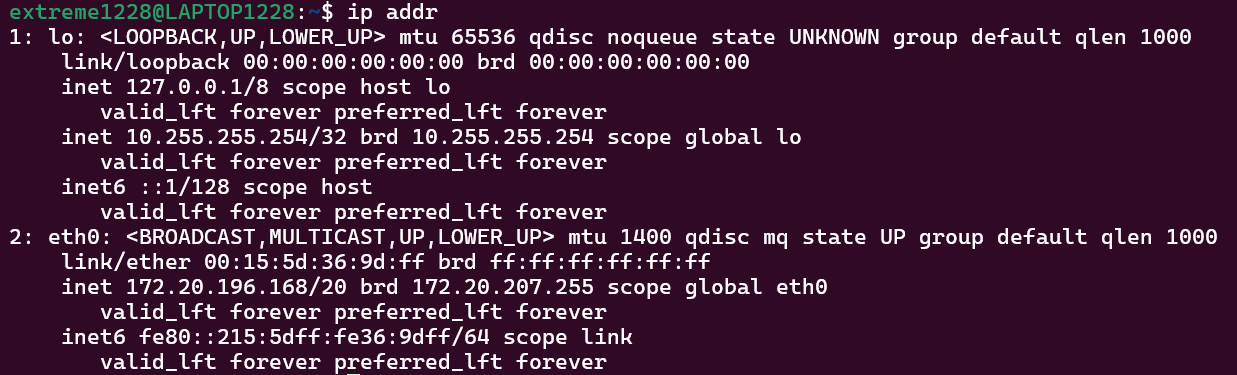 extreme1228@LAPTOP1228:~$ ip addr
1: lo: <LOOPBACK,UP,LOWER_UP> mtu 65536 qdisc noqueue state UNKNOWN group default qlen 1000
    link/loopback 00:00:00:00:00:00 brd 00:00:00:00:00:00
    inet 127.0.0.1/8 scope host lo
       valid_lft forever preferred_lft forever
    inet 10.255.255.254/32 brd 10.255.255.254 scope global lo
       valid_lft forever preferred_lft forever
    inet6 ::1/128 scope host
       valid_lft forever preferred_lft forever
2: eth0: <BROADCAST,MULTICAST,UP,LOWER_UP> mtu 1400 qdisc mq state UP group default qlen 1000
    link/ether 00:15:5d:36:9d:ff brd ff:ff:ff:ff:ff:ff
    inet 172.20.196.168/20 brd 172.20.207.255 scope global eth0
       valid_lft forever preferred_lft forever
    inet6 fe80::215:5dff:fe36:9dff/64 scope link
       valid_lft forever preferred_lft forever